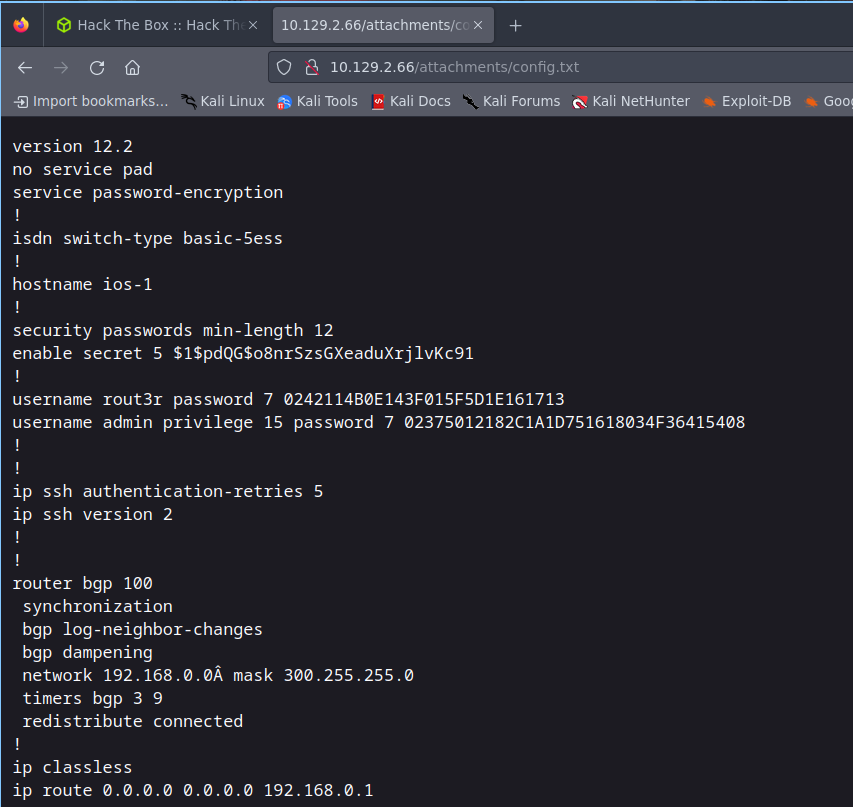 Hack The Box :: Hack The
10.129.2.66/attachments/co
10.129.2.66/attachments/config.txt
Import bookmarks... Kali Linux Kali Tools Kali Docs Kali Forums Kali NetHunter Exploit-DB Goog
version 12.2
no service pad
service password-encryption
!
isdn switch-type basic-5ess
!
hostname ios-1
!
security passwords min-length 12
enable secret 5 $1$pdQG$o8nrSzsGXeaduXrjlvKc91
!
username rout3r password 7 0242114B0E143F015F5D1E161713
username admin privilege 15 password 7 02375012182C1A1D751618034F36415408
!
!
ip ssh authentication-retries 5
ip ssh version 2
!
!
router bgp 100
synchronization
bgp log-neighbor-changes
bgp dampening
network 192.168.0.0Â mask 300.255.255.0
timers bgp 3 9
redistribute connected
!
ip classless
ip route 0.0.0.0 0.0.0.0 192.168.0.1